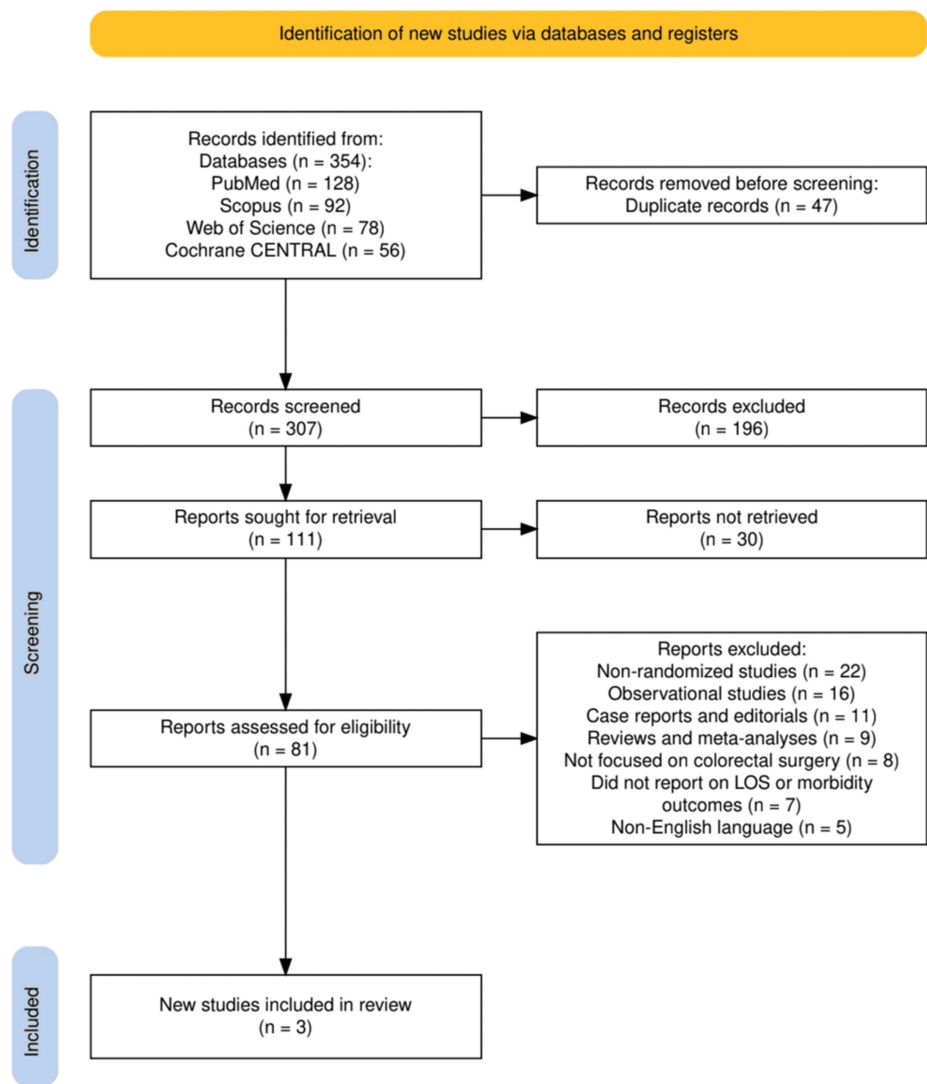 Identification of new studies via databases and registers
Identification
Records identified from:
Databases (n = 354):
PubMed (n = 128)
Scopus (n = 92)
Web of Science (n = 78)
Cochrane CENTRAL (n = 56)
Records removed before screening:
Duplicate records (n = 47)
Screening
Records screened
(n = 307)
Records excluded
(n = 196)
Reports sought for retrieval
(n = 111)
Reports not retrieved
(n = 30)
Reports assessed for eligibility
(n = 81)
Reports excluded:
Non-randomized studies (n = 22)
Observational studies (n = 16)
Case reports and editorials (n = 11)
Reviews and meta-analyses (n = 9)
Not focused on colorectal surgery (n = 8)
Did not report on LOS or morbidity
outcomes (n = 7)
Non-English language (n = 5)
Included
New studies included in review
(n = 3)